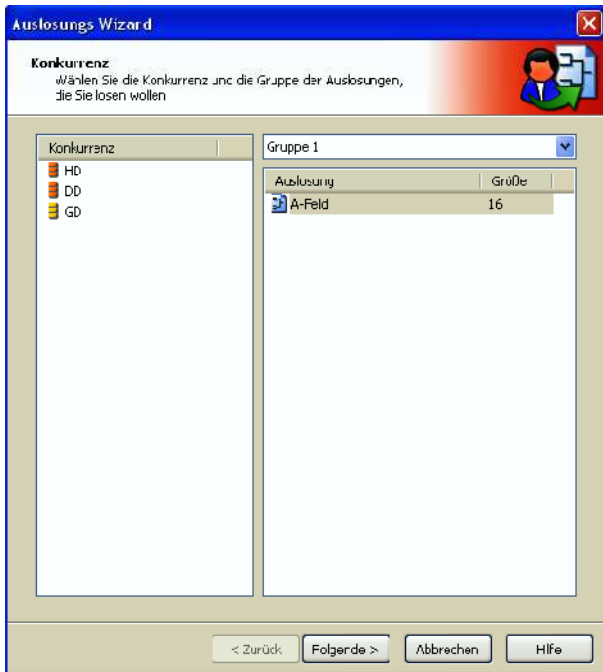 Auslosungs Wizard
Konkurrenz
Wählen Sie die Konkurrenz und die Gruppe der Auslosungen,
die Sie losen wollen
Konkurrenz
HD
DD
GD
Gruppe 1
Auslosung Größe
A-Feld 16
< Zurück Folgende > Abbrechen Hilfe